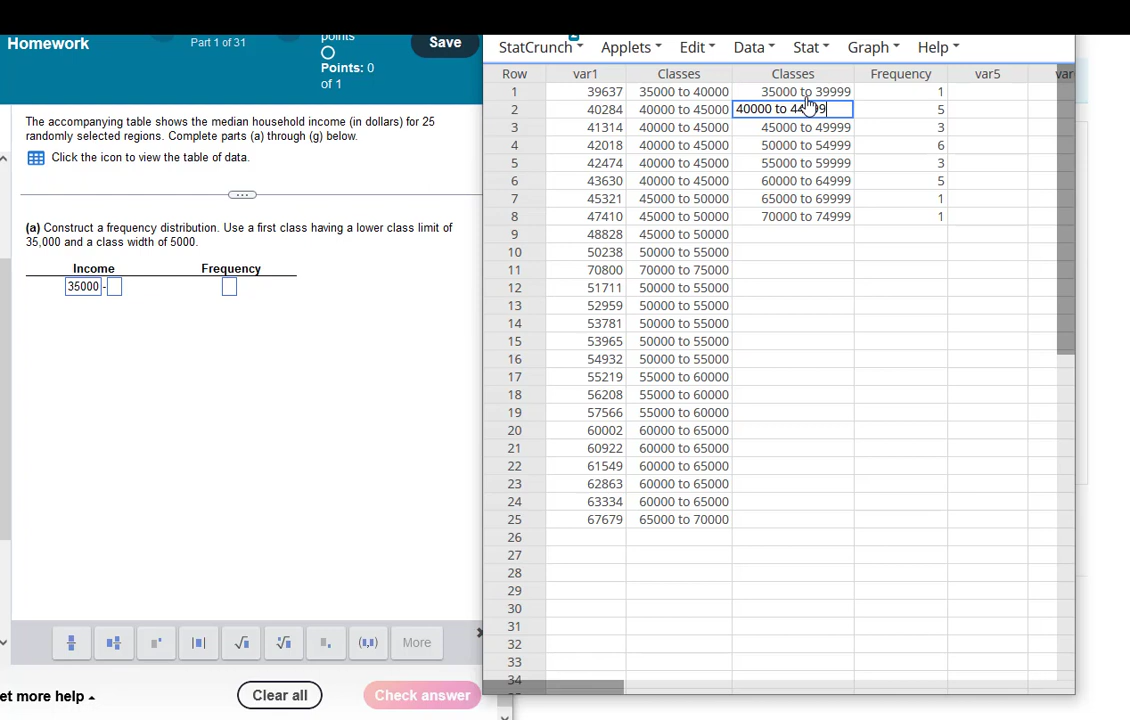 Homework
Part 1 of 31
points
Points: 0
of 1
Save
The accompanying table shows the median household income (in dollars) for 25
randomly selected regions. Complete parts (a) through (g) below.
Click the icon to view the table of data.
(a) Construct a frequency distribution. Use a first class having a lower class limit of
35,000 and a class width of 5000.
Income Frequency
35000 -
More
et more help
Clear all
Check answer
StatCrunch Applets Edit Data Stat Graph Help
Row var1 Classes Classes Frequency var5 var
1 39637 35000 to 40000 35000 to 39999 1
2 40284 40000 to 45000 40000 to 5
3 41314 40000 to 45000 45000 to 49999 3
4 42018 40000 to 45000 50000 to 54999 6
5 42474 40000 to 45000 55000 to 59999 3
6 43630 40000 to 45000 60000 to 64999 5
7 45321 45000 to 50000 65000 to 69999 1
8 47410 45000 to 50000 70000 to 74999 1
9 48828 45000 to 50000
10 50238 50000 to 55000
11 70800 70000 to 75000
12 51711 50000 to 55000
13 52959 50000 to 55000
14 53781 50000 to 55000
15 53965 50000 to 55000
16 54932 50000 to 55000
17 55219 55000 to 60000
18 56208 55000 to 60000
19 57566 55000 to 60000
20 60002 60000 to 65000
21 60922 60000 to 65000
22 61549 60000 to 65000
23 62863 60000 to 65000
24 63334 60000 to 65000
25 67679 65000 to 70000
26
27
28
29
30
31
32
33
34